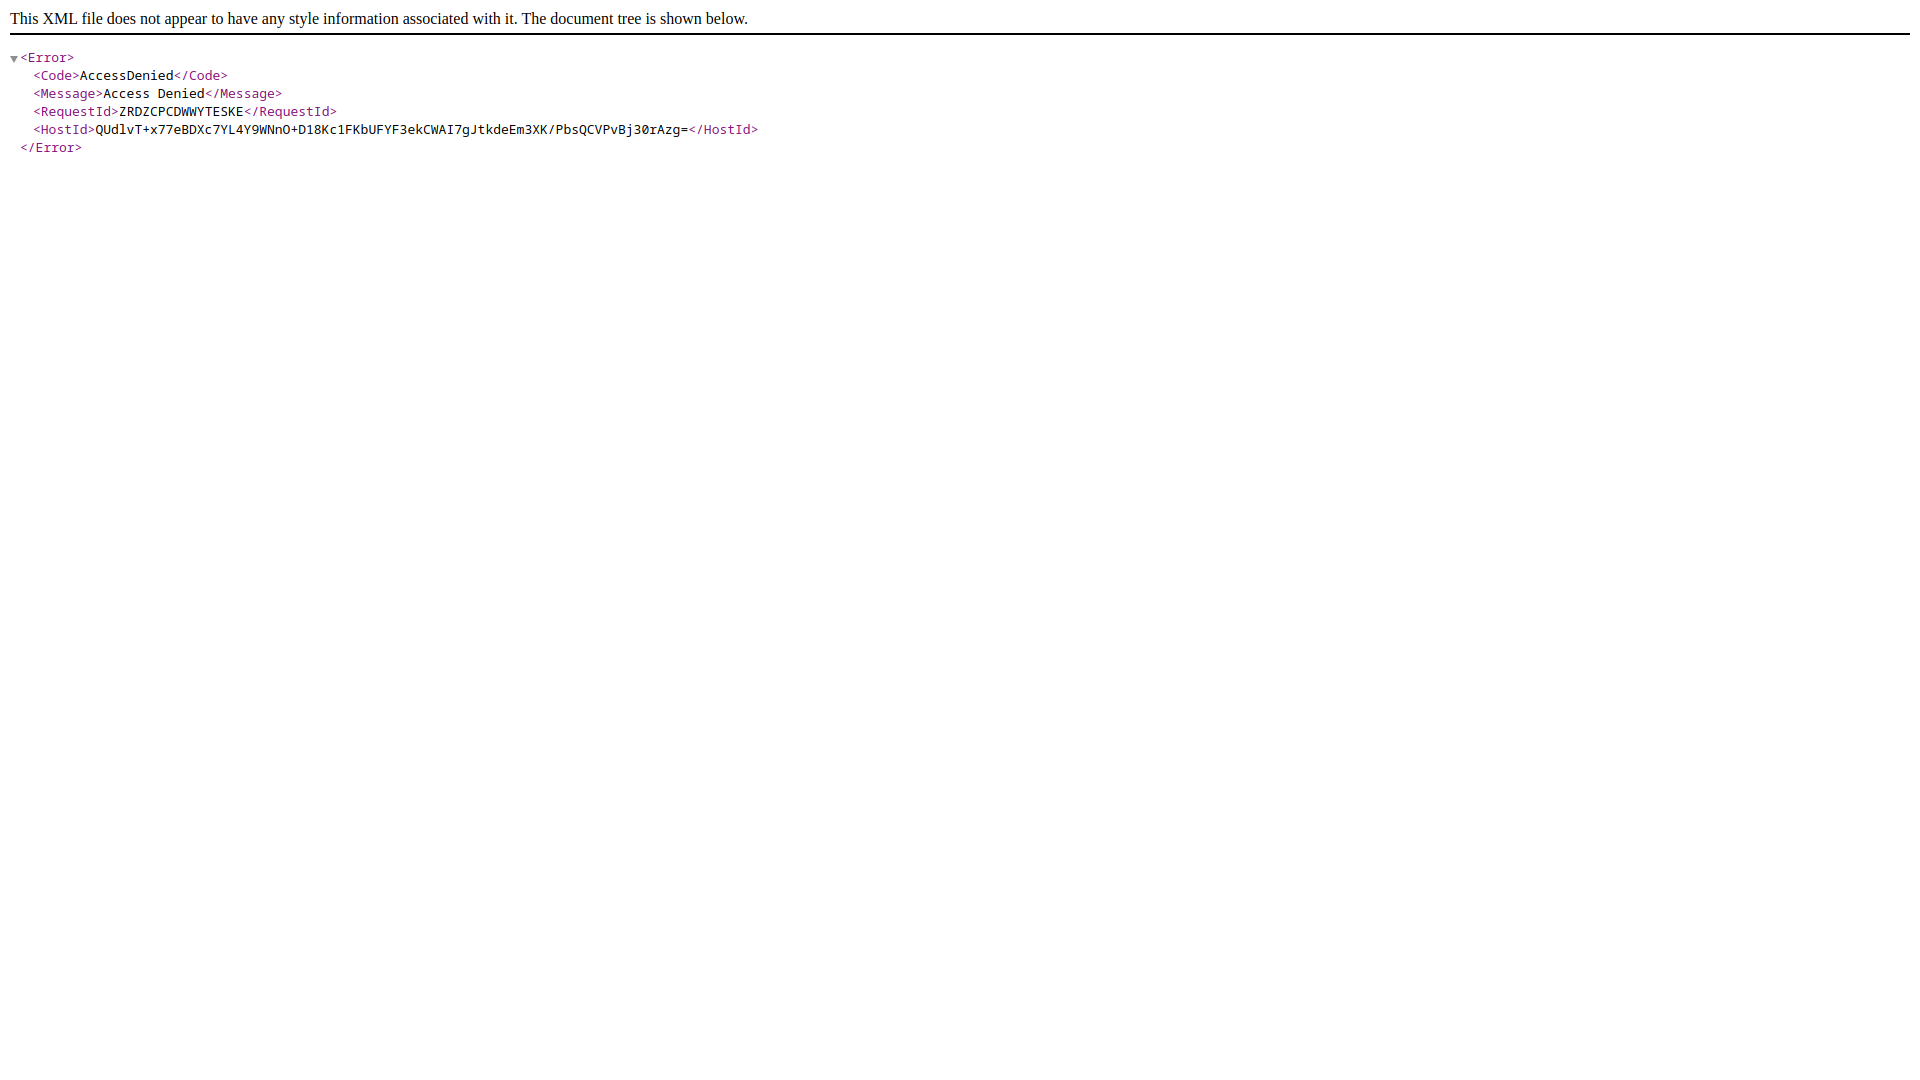 This XML file does not appear to have any style information associated with it. The document tree is shown below.
<Error>
<Code>AccessDenied</Code>
<Message>Access Denied</Message>
<RequestId>ZRDZCPCDWWYTESKE</RequestId>
<HostId>QUdlvT+x77eBDXc7YL4Y9WNnO+D18Kc1FKbUFYF3ekCWAI7gJtkdeEm3XK/PbsQCVPvBj30rAzg=</HostId>
</Error>